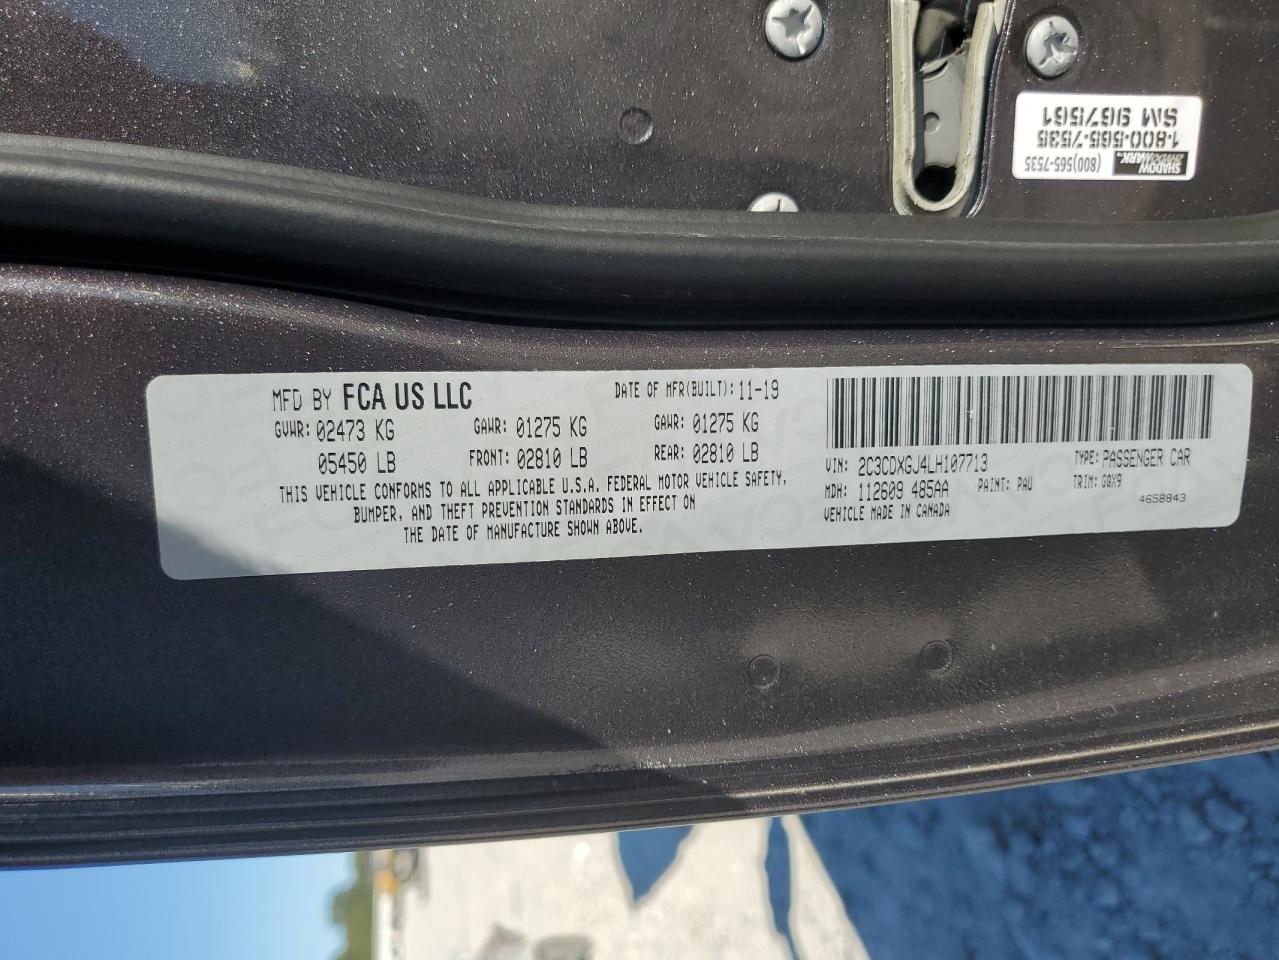 MFD BY FCA US LLC DATE OF MFR(BUILT): 11-19
GVWR: 02473 KG GAWR: 01275 KG GAWR: 01275 KG
05450 LB FRONT: 02810 LB REAR: 02810 LB
THIS VEHICLE CONFORMS TO ALL APPLICABLE U.S.A. FEDERAL MOTOR VEHICLE SAFETY,
BUMPER, AND THEFT PREVENTION STANDARDS IN EFFECT ON
THE DATE OF MANUFACTURE SHOWN ABOVE.
VIN: 2C3CDXGJ4LH107713 TYPE: PASSENGER CAR
MDH: 112609 485AA PAINT: PAU TRIM: GGX9
VEHICLE MADE IN CANADA 4658843
SHADOW
MARK (800)565-7535
1-800-565-7535
SM 967J561